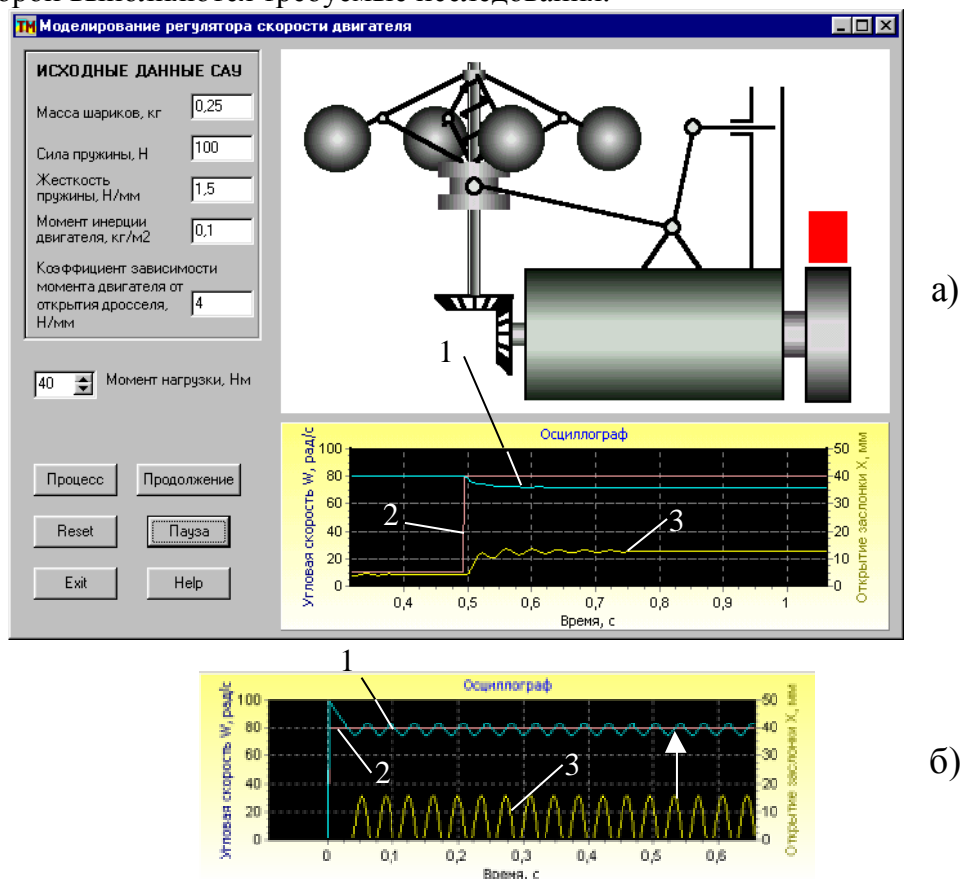 торой выполняются требуемые исследования.
ТМ Моделирование регулятора скорости двигателя
ИСХОДНЫЕ ДАННЫЕ САУ
Масса шариков, кг 0,25
Сила пружины, Н 100
Жесткость
пружины, Н/мм 1,5
Момент инерции
двигателя, кг/м2 0,1
Коэффициент зависимости
момента двигателя от
открытия дросселя, 4
Н/мм
40 Момент нагрузки, Нм
Процесс Продолжение
Reset Пауза
Exit Help
а)
1
Осциллограф
Угловая скорость W, рад/с
100
80
60
40
20
0
2
3
50
40
30
20
10
0
Открытие заслонки X, мм
0,4 0,5 0,6 0,7 0,8 0,9 1
Время, с
1
Осциллограф
Угловая скорость W, рад/с
100
80
60
40
20
0
2
3
50
40
30
20
10
0
Открытие заслонки X, мм
0 0,1 0,2 0,3 0,4 0,5 0,6
Время, с
б)